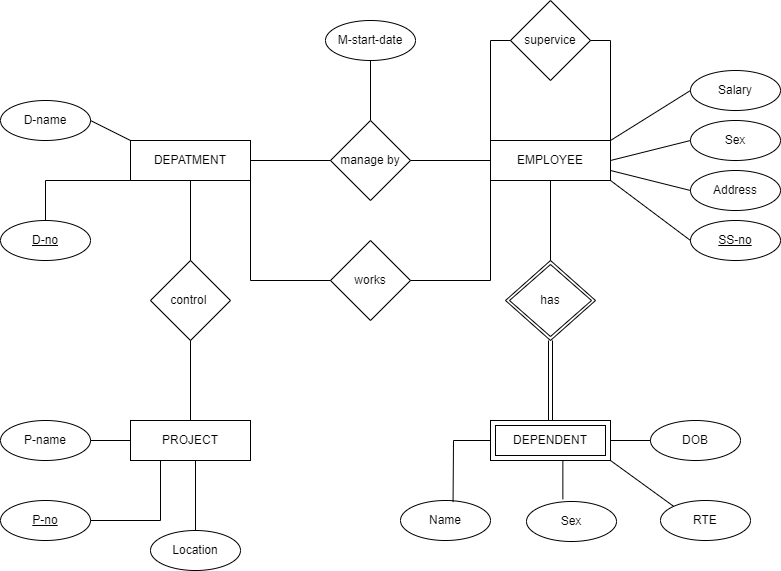 M-start-date
supervice
Salary
D-name
Sex
DEPATMENT
manage by
EMPLOYEE
Address
D-no
SS-no
works
control
has
P-name
PROJECT
DEPENDENT
DOB
P-no
Name
Sex
RTE
Location